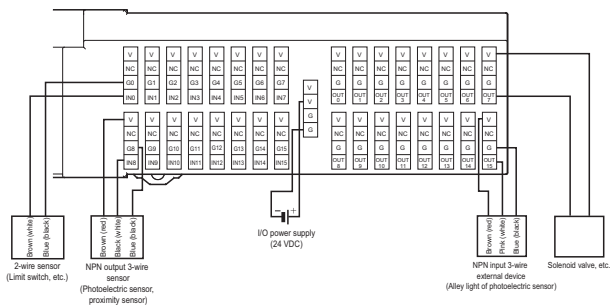 V V V V V V V V
NC NC NC NC NC NC NC NC
G0 G1 G2 G3 G4 G5 G6 G7
IN0 IN1 IN2 IN3 IN4 IN5 IN6 IN7
V V V V V V V V
NC NC NC NC NC NC NC NC
G8 G9 G10 G11 G12 G13 G14 G15
IN8 IN9 IN10 IN11 IN12 IN13 IN14 IN15
V
V
G
G
V V V V V V V V
NC NC NC NC NC NC NC NC
G G G G G G G G
OUT 0 OUT 1 OUT 2 OUT 3 OUT 4 OUT 5 OUT 6 OUT 7
V V V V V V V V
NC NC NC NC NC NC NC NC
G G G G G G G G
OUT 8 OUT 9 OUT 10 OUT 11 OUT 12 OUT 13 OUT 14 OUT 15
Brown (white)
Blue (black)
2-wire sensor
(Limit switch, etc.)
Brown (red)
Black (white)
Blue (black)
NPN output 3-wire
sensor
(Photoelectric sensor,
proximity sensor)
− +
I/O power supply
(24 VDC)
Brown (red)
Pink (white)
Blue (black)
NPN input 3-wire
external device
(Alley light of photoelectric sensor)
Solenoid valve, etc.